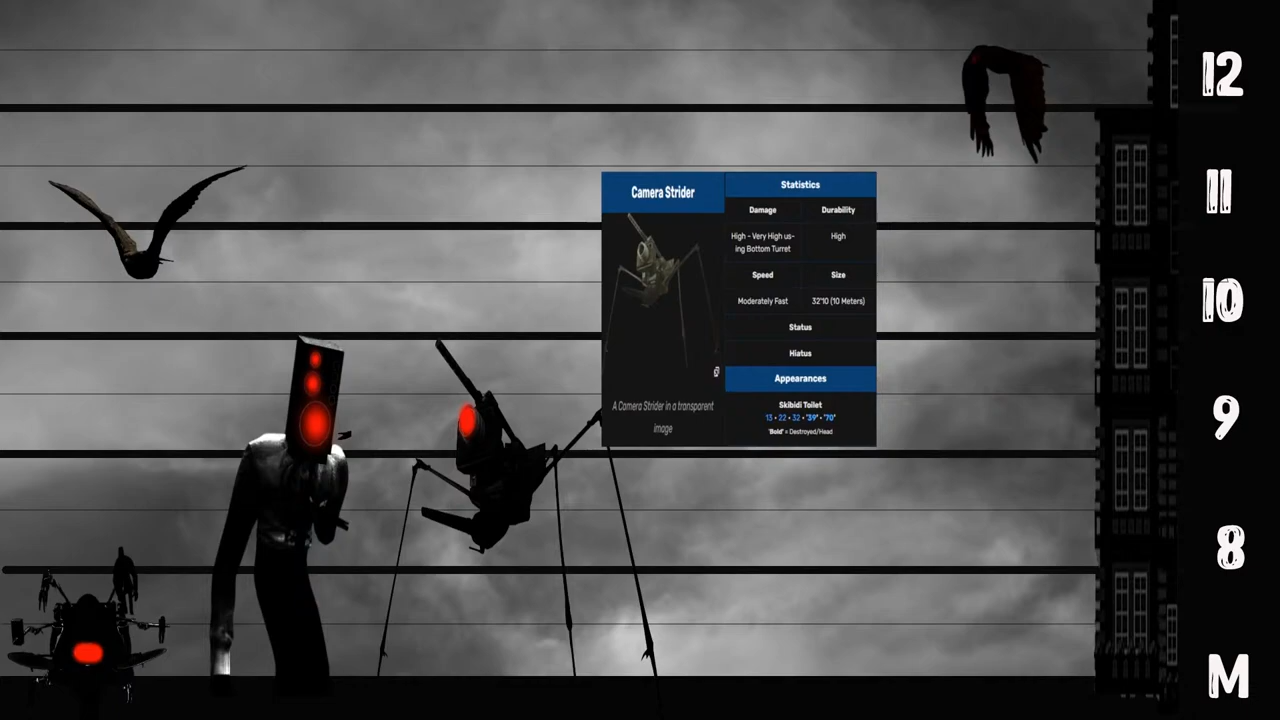 Camera Strider
Statistics
Damage
Durability
High - Very High us-
ing Bottom Turret
High
Speed
Size
Moderately Fast
32'10 (10 Meters)
Status
Hiatus
Appearances
A Camera Strider in a transparent
image
Skibidi Toilet
13 • 22 • 32 • "39" • "70"
"Bold" = Destroyed/Head
12
11
10
9
8
M